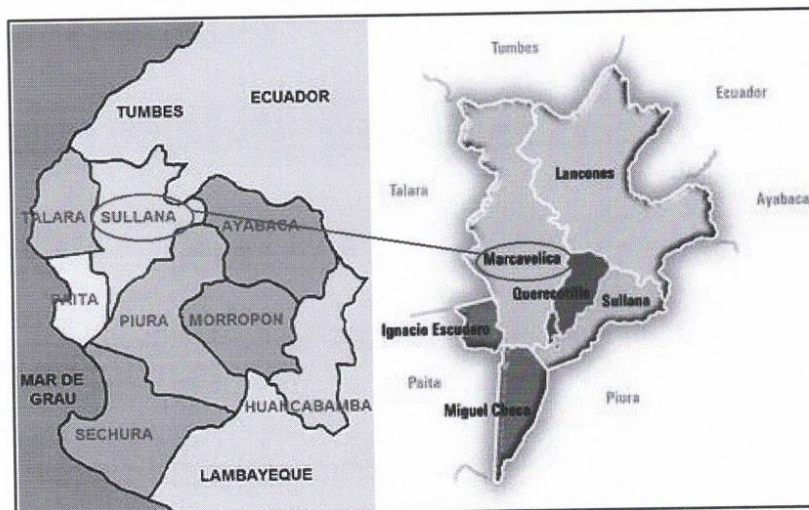 TUMBES
ECUADOR
TALARA
SULLANA
AYABACA
PAITA
PIURA
MORROPON
MAR DE
GRAU
HUANCABAMBA
SECHURA
LAMBAYEQUE
Tumbes
Ecuador
Lancones
Talara
Ayabaca
Marcavelica
Querecotillo
Sullana
Ignacio Escudero
Paita
Piura
Miguel Checa